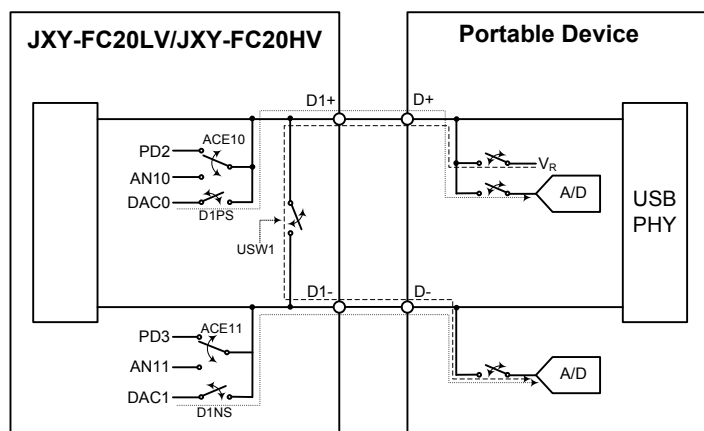 JXY-FC20LV/JXY-FC20HV
Portable Device
D1+
D+
ACE10
PD2
AN10
DAC0
D1PS
USW1
VR
A/D
USB
PHY
D1-
D-
ACE11
PD3
AN11
DAC1
D1NS
A/D